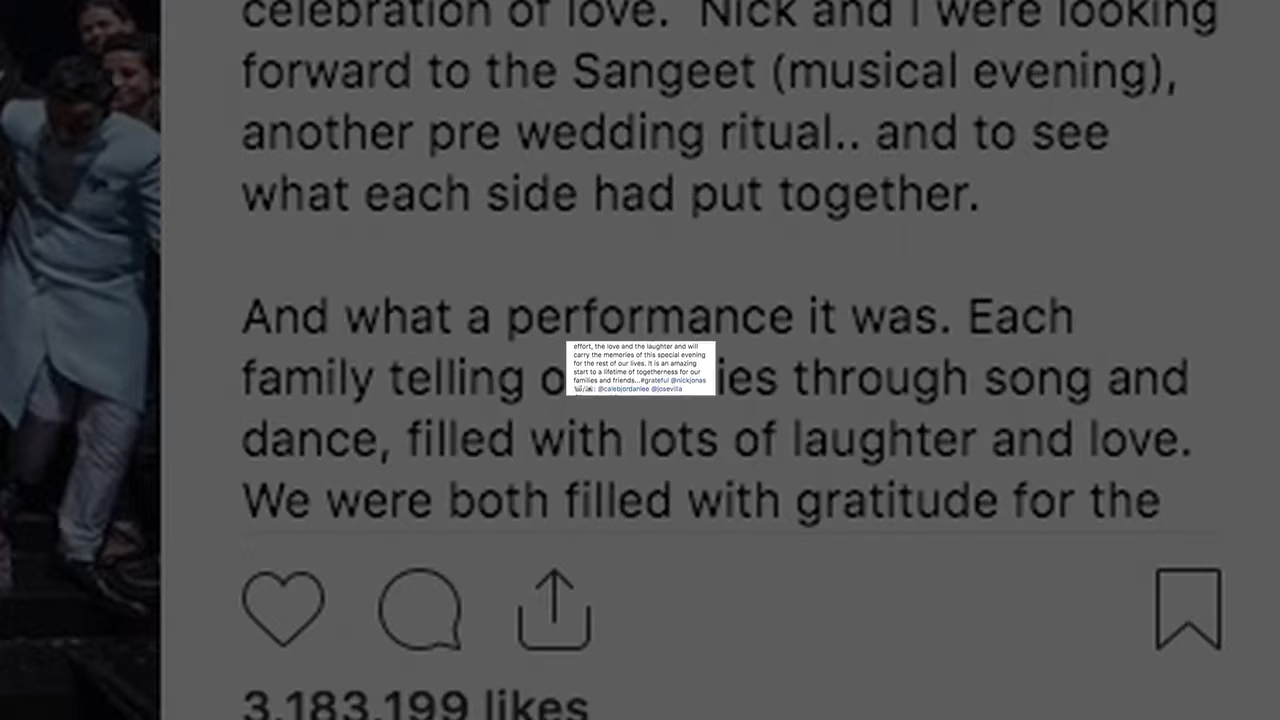 celebration of love. Nick and I were looking
forward to the Sangeet (musical evening),
another pre wedding ritual.. and to see
what each side had put together.
And what a performance it was. Each
family telling o ies through song and
dance, filled with lots of laughter and love.
We were both filled with gratitude for the
effort, the love and the laughter and will
carry the memories of this special evening
for the rest of our lives. It is an amazing
start to a lifetime of togetherness for our
families and friends...#grateful @nickjonas
: @calebjordanlee @josevilla
3,183,199 likes